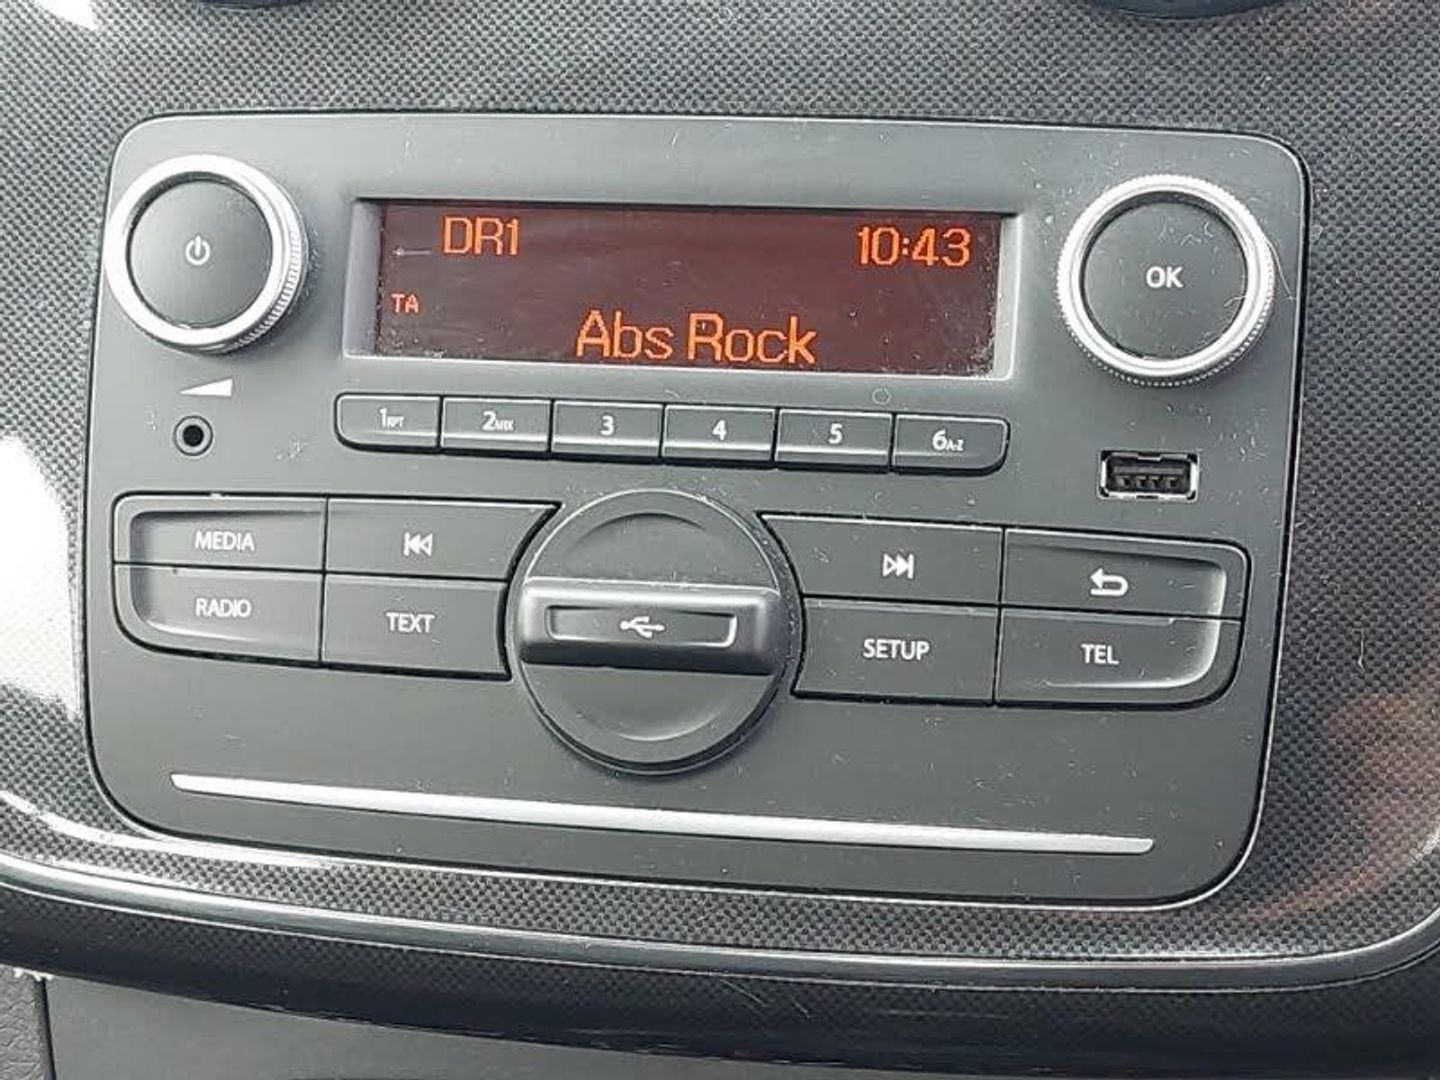 DR1 10:43
TA
Abs Rock
OK
1RPT 2MIX 3 4 5 6A-Z
MEDIA
RADIO TEXT SETUP TEL